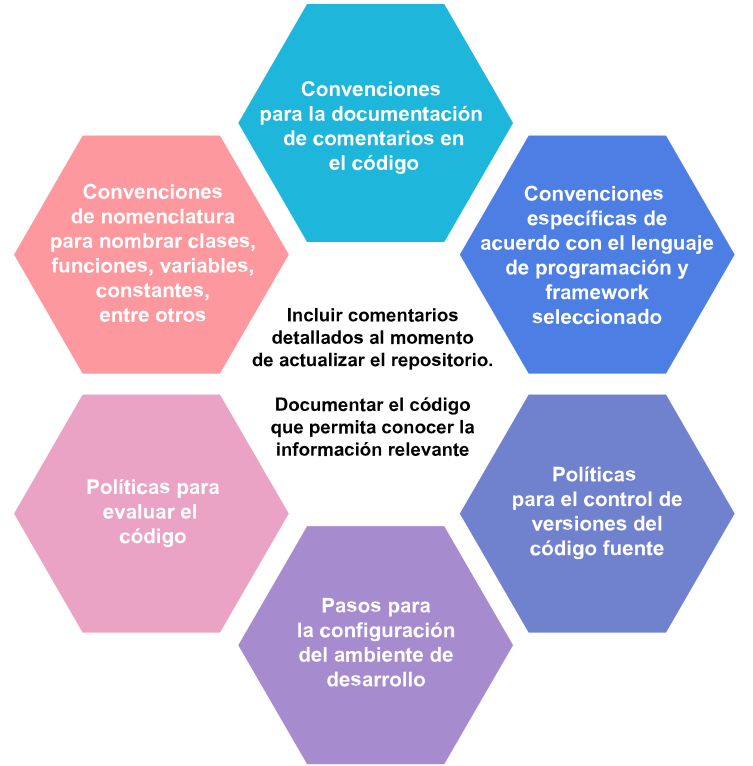 Convenciones
para la documentación
de comentarios en
el código
Convenciones
de nomenclatura
para nombrar clases,
funciones, variables,
constantes,
entre otros
Convenciones
específicas de
acuerdo con el lenguaje
de programación y
framework
seleccionado
Incluir comentarios
detallados al momento
de actualizar el repositorio.
Documentar el código
que permita conocer la
información relevante
Políticas para
evaluar el
código
Políticas
para el control de
versiones del
código fuente
Pasos para
la configuración
del ambiente de
desarrollo